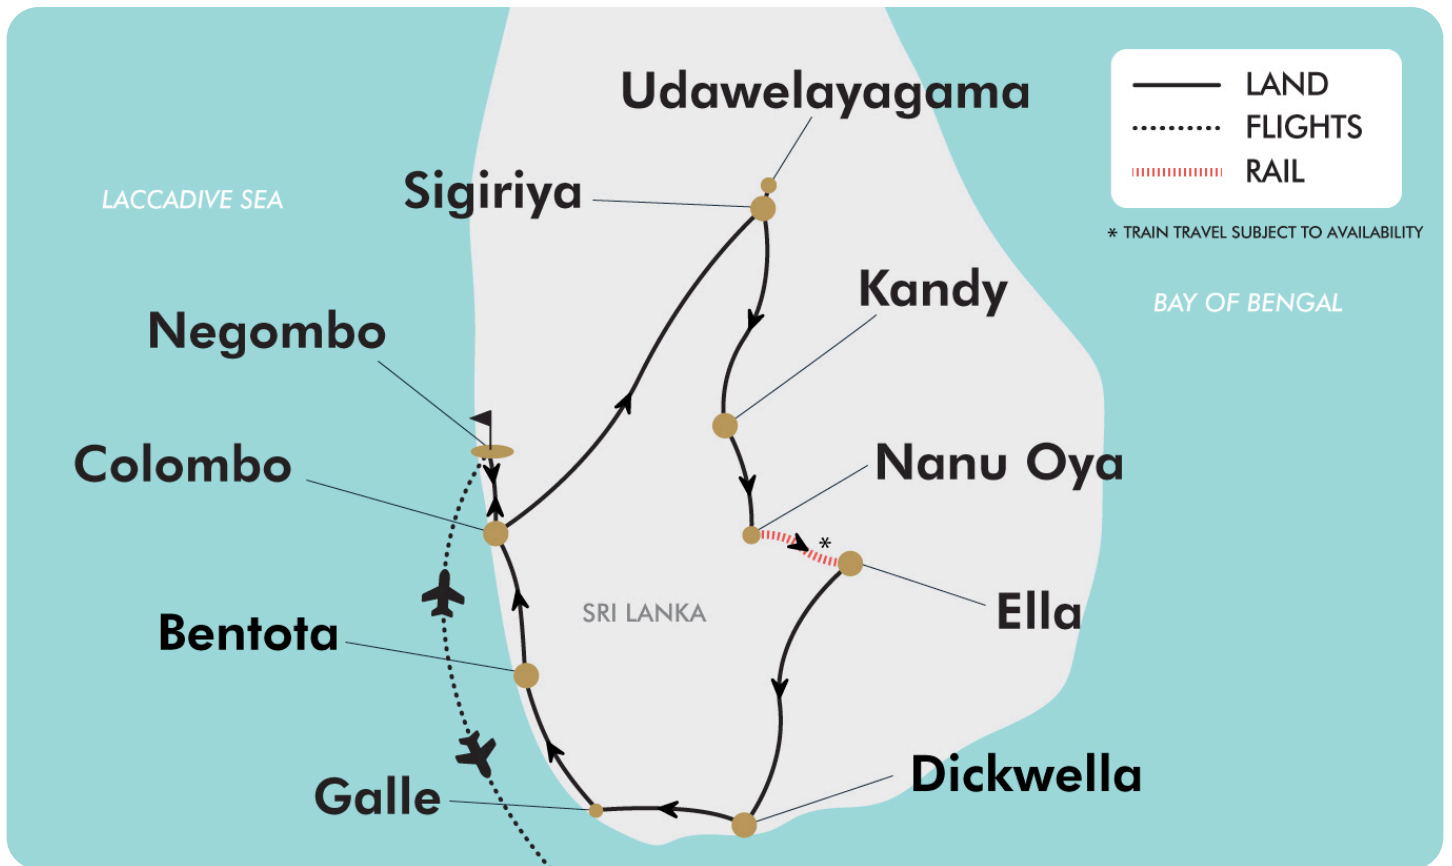 Udawelayagama
LAND
FLIGHTS
RAIL
* TRAIN TRAVEL SUBJECT TO AVAILABILITY
LACCADIVE SEA
Sigiriya
BAY OF BENGAL
Kandy
Negombo
Colombo
Nanu Oya
*
Ella
SRI LANKA
Bentota
Dickwella
Galle